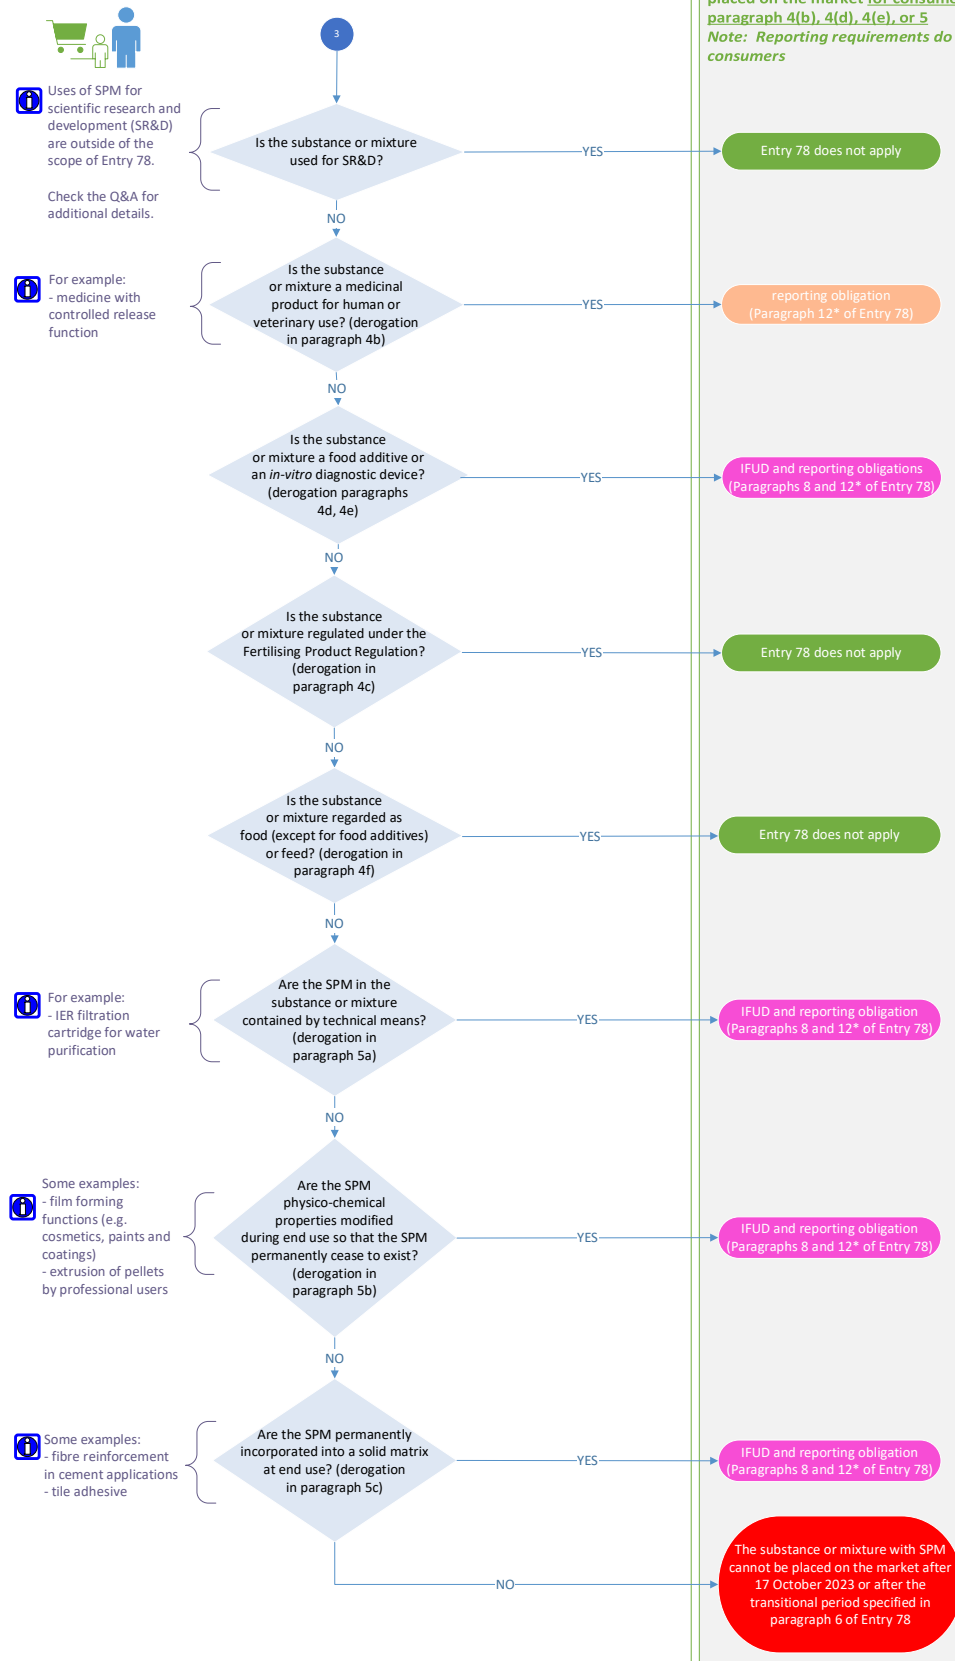 placed on the market for consume
paragraph 4(b), 4(d), 4(e), or 5
Note: Reporting requirements do
consumers
3
Uses of SPM for
scientific research and
development (SR&D)
are outside of the
scope of Entry 78.
Check the Q&A for
additional details.
Is the substance or mixture
used for SR&D?
YES
Entry 78 does not apply
NO
For example:
- medicine with
controlled release
function
Is the substance
or mixture a medicinal
product for human or
veterinary use? (derogation
in paragraph 4b)
YES
reporting obligation
(Paragraph 12* of Entry 78)
NO
Is the substance
or mixture a food additive or
an in-vitro diagnostic device?
(derogation paragraphs
4d, 4e)
YES
IFUD and reporting obligations
(Paragraphs 8 and 12* of Entry 78)
NO
Is the substance
or mixture regulated under the
Fertilising Product Regulation?
(derogation in
paragraph 4c)
YES
Entry 78 does not apply
NO
Is the substance
or mixture regarded as
food (except for food additives)
or feed? (derogation in
paragraph 4f)
YES
Entry 78 does not apply
NO
For example:
- IER filtration
cartridge for water
purification
Are the SPM in the
substance or mixture
contained by technical means?
(derogation in
paragraph 5a)
YES
IFUD and reporting obligation
(Paragraphs 8 and 12* of Entry 78)
NO
Some examples:
- film forming
functions (e.g.
cosmetics, paints and
coatings)
- extrusion of pellets
by professional users
Are the SPM
physico-chemical
properties modified
during end use so that the SPM
permanently cease to exist?
(derogation in
paragraph 5b)
YES
IFUD and reporting obligation
(Paragraphs 8 and 12* of Entry 78)
NO
Some examples:
- fibre reinforcement
in cement applications
- tile adhesive
Are the SPM permanently
incorporated into a solid matrix
at end use? (derogation
in paragraph 5c)
YES
IFUD and reporting obligation
(Paragraphs 8 and 12* of Entry 78)
NO
The substance or mixture with SPM
cannot be placed on the market after
17 October 2023 or after the
transitional period specified in
paragraph 6 of Entry 78